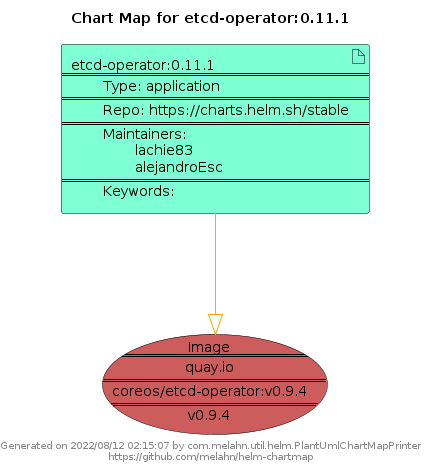 Chart Map for etcd-operator:0.11.1
etcd-operator:0.11.1
Type: application
Repo: https://charts.helm.sh/stable
Maintainers:
lachie83
alejandroEsc
Keywords:
Image
quay.io
coreos/etcd-operator:v0.9.4
v0.9.4
Generated on 2022/08/12 02:15:07 by com.melahn.util.helm.PlantUmlChartMapPrinter
https://github.com/melahn/helm-chartmap